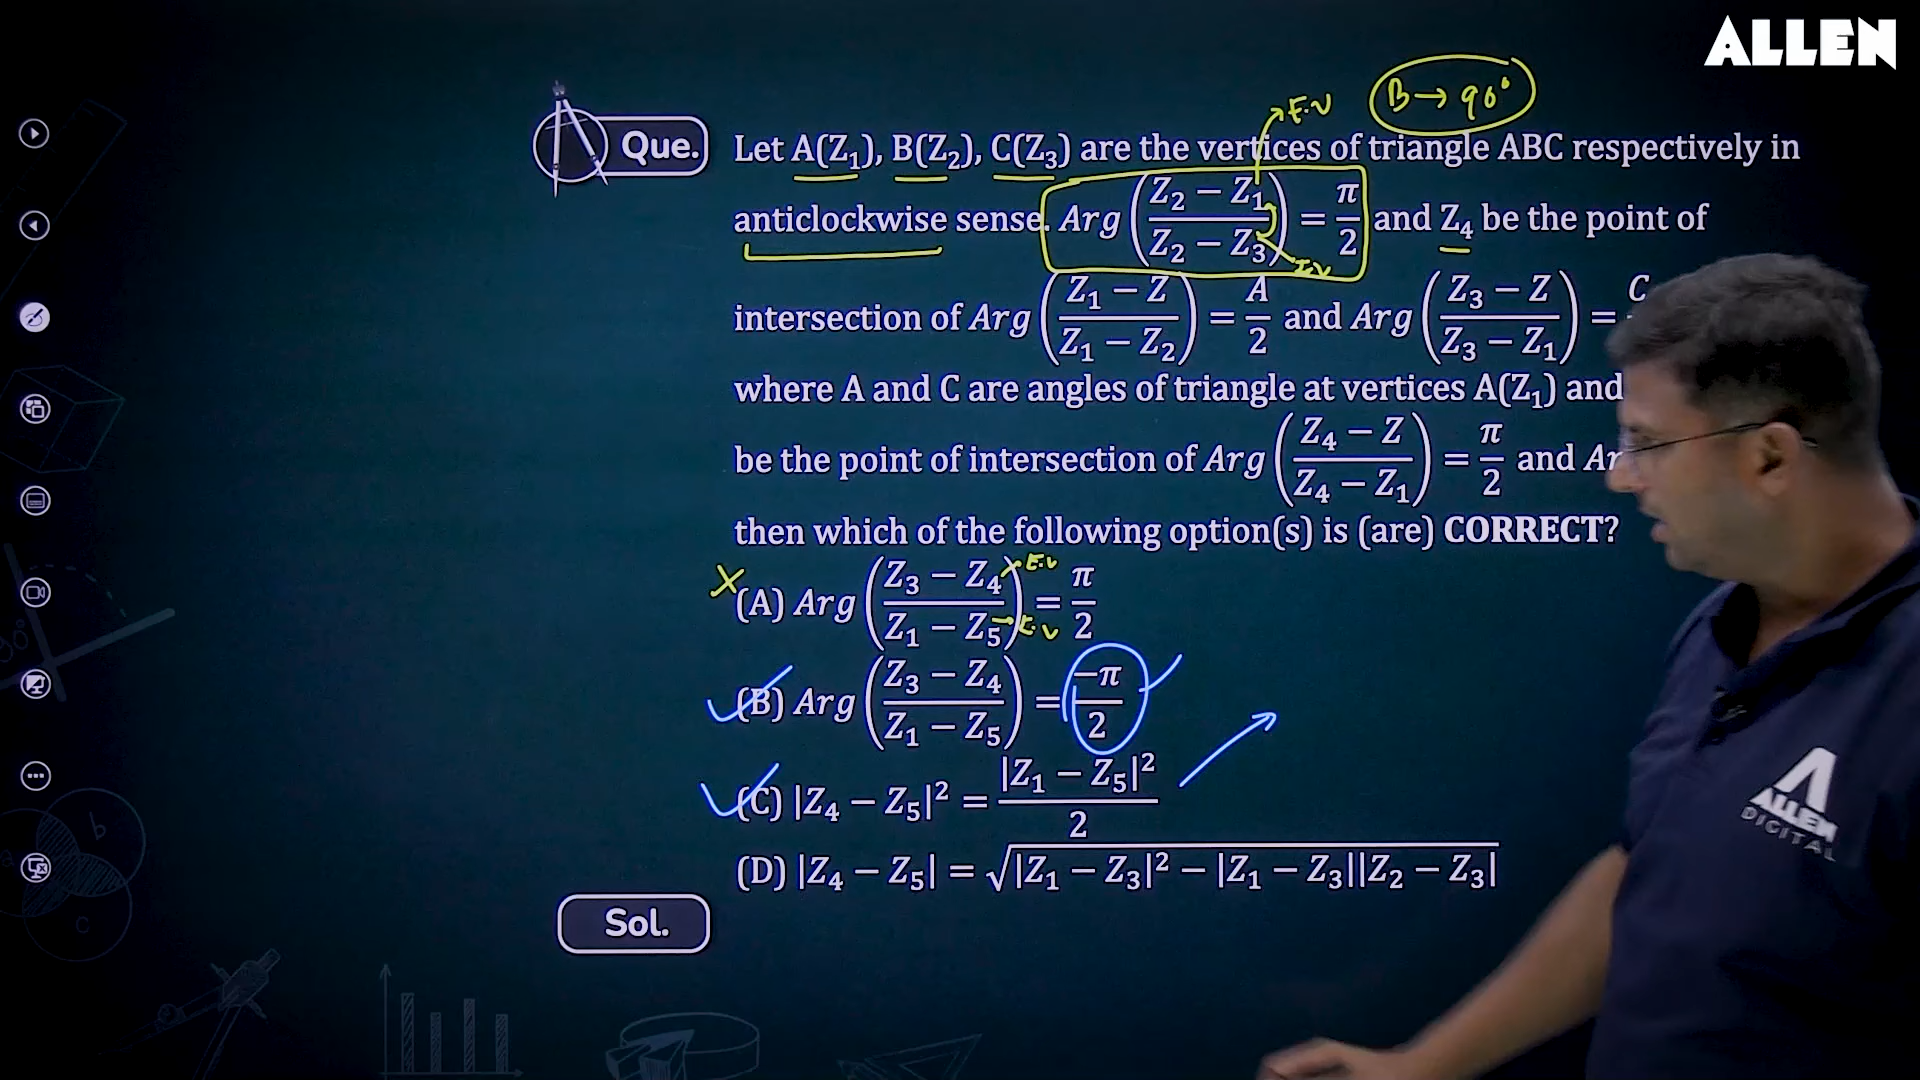 ALLEN
E.V
B → 90°
Que. Let A(Z₁), B(Z₂), C(Z₃) are the vertices of triangle ABC respectively in
anticlockwise sense. Arg((Z₂ − Z₁)/(Z₂ − Z₃)) = π/2 and Z₄ be the point of
I.V
intersection of Arg((Z₁ − Z)/(Z₁ − Z₂)) = A/2 and Arg((Z₃ − Z)/(Z₃ − Z₁)) = C
where A and C are angles of triangle at vertices A(Z₁) and
be the point of intersection of Arg((Z₄ − Z)/(Z₄ − Z₁)) = π/2 and
then which of the following option(s) is (are) CORRECT?
X (A) Arg((Z₃ − Z₄)/(Z₁ − Z₅)) = π/2
E.V
✓ (B) Arg((Z₃ − Z₄)/(Z₁ − Z₅)) = −π/2 ✓
✓ (C) |Z₄ − Z₅|² = |Z₁ − Z₅|²/2
(D) |Z₄ − Z₅| = √(|Z₁ − Z₃|² − |Z₁ − Z₃||Z₂ − Z₃|)
Sol.
ALLEN
DIGITAL
b
c